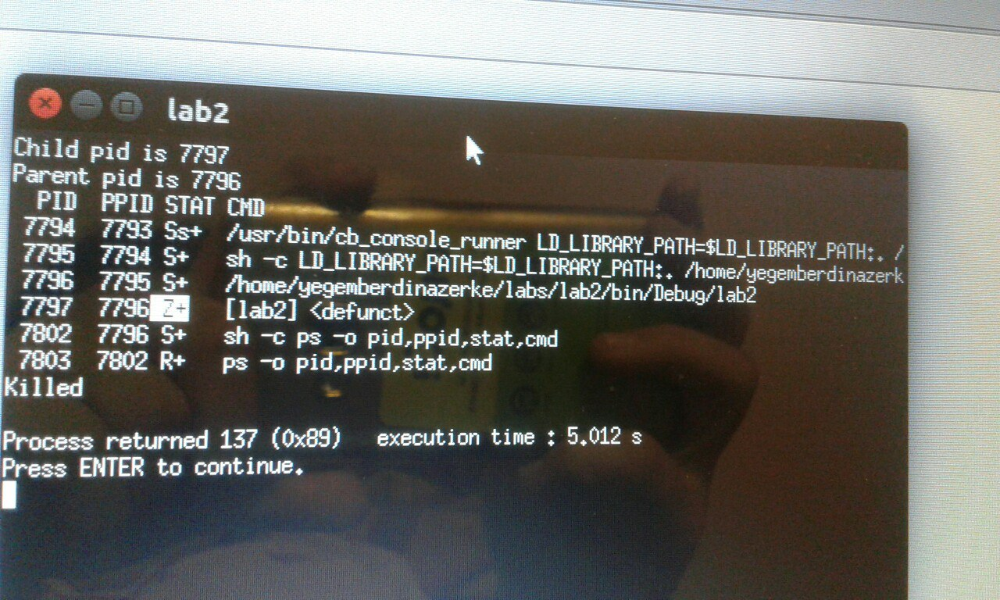 lab2
Child pid is 7797
Parent pid is 7796
PID PPID STAT CMD
7794 7793 Ss+ /usr/bin/cb_console_runner LD_LIBRARY_PATH=$LD_LIBRARY_PATH:. /
7795 7794 S+ sh -c LD_LIBRARY_PATH=$LD_LIBRARY_PATH:. /home/yegemberdinazerk
7796 7795 S+ /home/yegemberdinazerke/labs/lab2/bin/Debug/lab2
7797 7796 Z+ [lab2] <defunct>
7802 7796 S+ sh -c ps -o pid,ppid,stat,cmd
7803 7802 R+ ps -o pid,ppid,stat,cmd
Killed
Process returned 137 (0x89) execution time : 5.012 s
Press ENTER to continue.